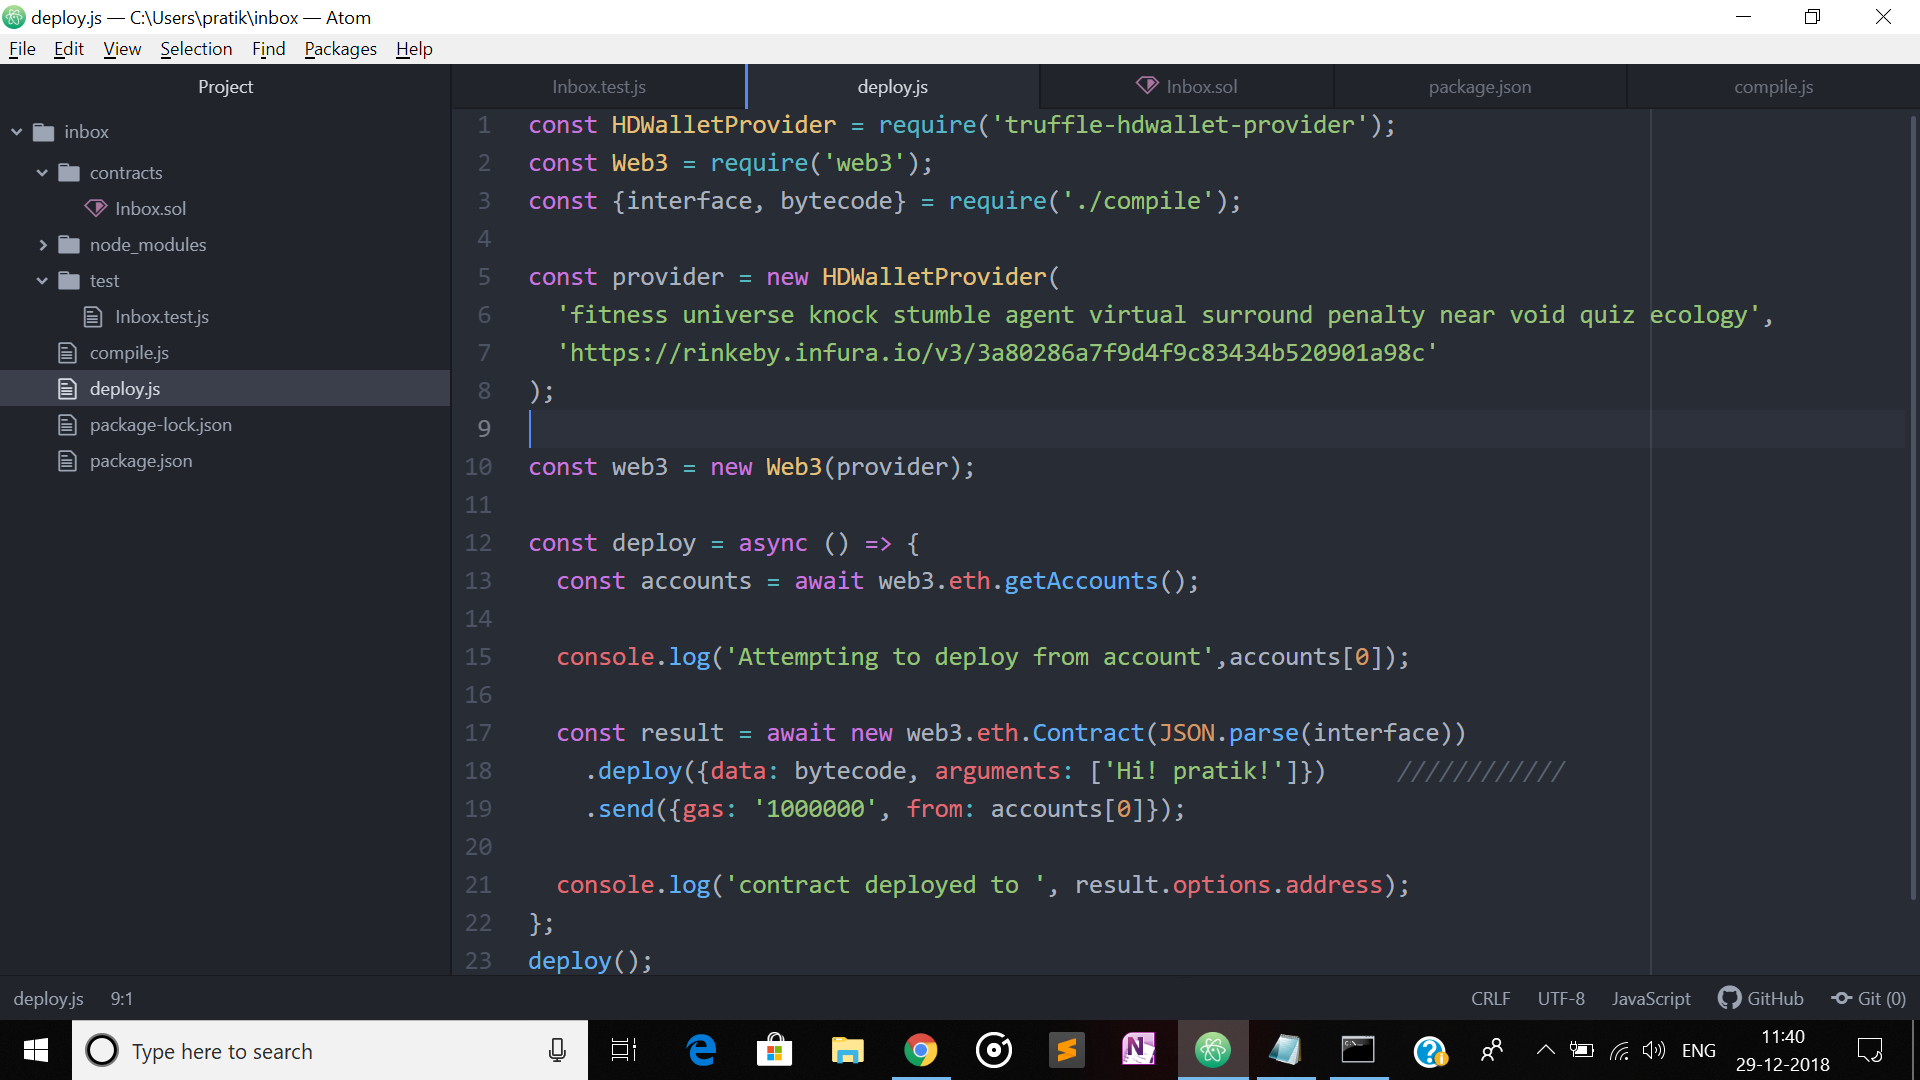 deploy.js — C:\Users\pratik\inbox — Atom
File Edit View Selection Find Packages Help
Project
inbox
contracts
Inbox.sol
node_modules
test
Inbox.test.js
compile.js
deploy.js
package-lock.json
package.json
Inbox.test.js deploy.js Inbox.sol package.json compile.js
1 const HDWalletProvider = require('truffle-hdwallet-provider');
2 const Web3 = require('web3');
3 const {interface, bytecode} = require('./compile');
4
5 const provider = new HDWalletProvider(
6 'fitness universe knock stumble agent virtual surround penalty near void quiz ecology',
7 'https://rinkeby.infura.io/v3/3a80286a7f9d4f9c83434b520901a98c'
8 );
9
10 const web3 = new Web3(provider);
11
12 const deploy = async () => {
13 const accounts = await web3.eth.getAccounts();
14
15 console.log('Attempting to deploy from account',accounts[0]);
16
17 const result = await new web3.eth.Contract(JSON.parse(interface))
18 .deploy({data: bytecode, arguments: ['Hi! pratik!']}) ////////////
19 .send({gas: '1000000', from: accounts[0]});
20
21 console.log('contract deployed to ', result.options.address);
22 };
23 deploy();
deploy.js 9:1 CRLF UTF-8 JavaScript GitHub Git (0)
Type here to search ENG 11:40
29-12-2018